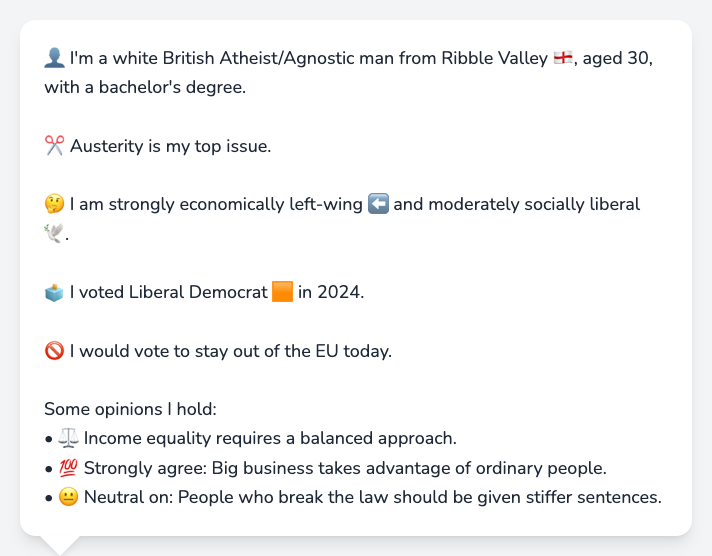 👤 I'm a white British Atheist/Agnostic man from Ribble Valley 🏴󠁧󠁢󠁥󠁮󠁧󠁿, aged 30,
with a bachelor's degree.
✂️ Austerity is my top issue.
🤔 I am strongly economically left-wing ⬅️ and moderately socially liberal
🕊️.
🗳️ I voted Liberal Democrat 🟧 in 2024.
🚫 I would vote to stay out of the EU today.
Some opinions I hold:
• ⚖️ Income equality requires a balanced approach.
• 💯 Strongly agree: Big business takes advantage of ordinary people.
• 😐 Neutral on: People who break the law should be given stiffer sentences.